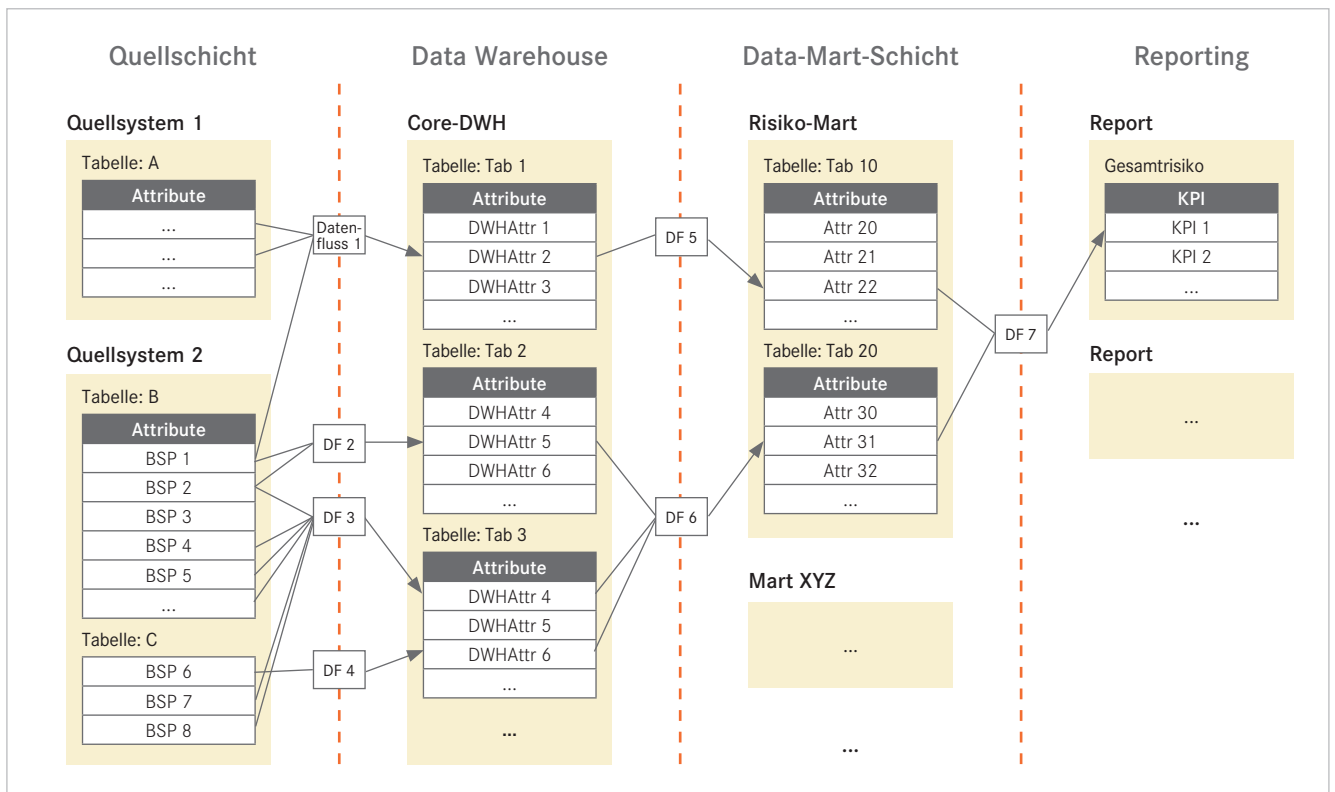 Quellschicht
Data Warehouse
Data-Mart-Schicht
Reporting
Quellsystem 1
Tabelle: A
Attribute
...
...
...
Quellsystem 2
Tabelle: B
Attribute
BSP 1
BSP 2
BSP 3
BSP 4
BSP 5
...
Tabelle: C
BSP 6
BSP 7
BSP 8
Daten-
fluss 1
DF 2
DF 3
DF 4
Core-DWH
Tabelle: Tab 1
Attribute
DWHAttr 1
DWHAttr 2
DWHAttr 3
...
Tabelle: Tab 2
Attribute
DWHAttr 4
DWHAttr 5
DWHAttr 6
...
Tabelle: Tab 3
Attribute
DWHAttr 4
DWHAttr 5
DWHAttr 6
...
...
DF 5
DF 6
Risiko-Mart
Tabelle: Tab 10
Attribute
Attr 20
Attr 21
Attr 22
...
Tabelle: Tab 20
Attribute
Attr 30
Attr 31
Attr 32
...
Mart XYZ
...
...
DF 7
Report
Gesamtrisiko
KPI
KPI 1
KPI 2
...
Report
...
...